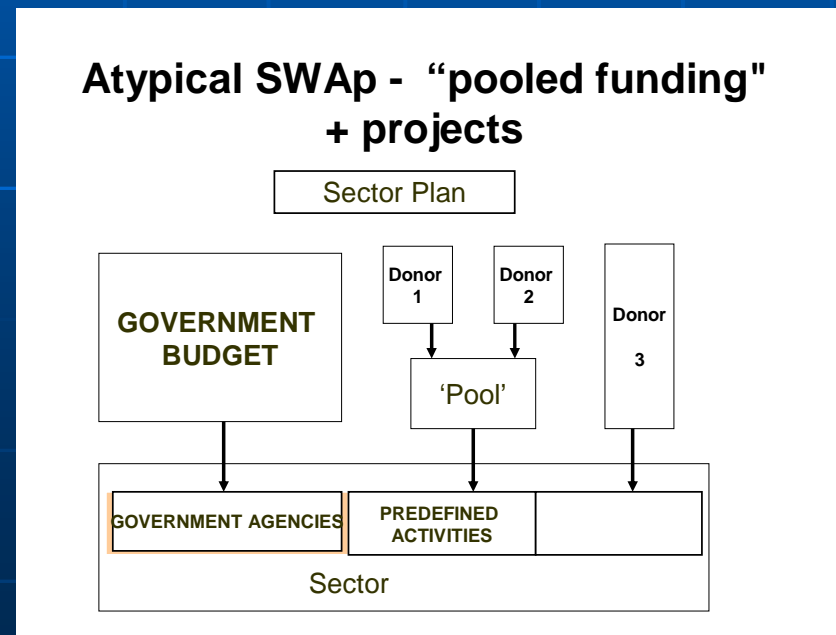 Atypical SWAp - “pooled funding"
+ projects
Sector Plan
GOVERNMENT
BUDGET
Donor
1
Donor
2
Donor
3
‘Pool’
GOVERNMENT AGENCIES
PREDEFINED
ACTIVITIES
Sector